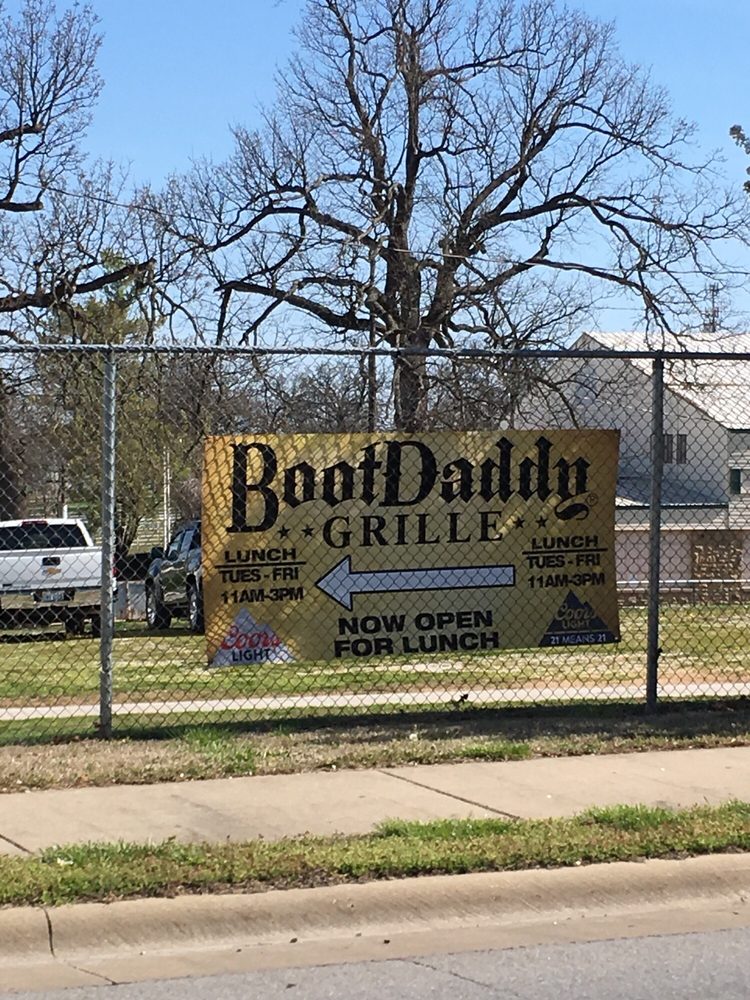 BootDaddy®
GRILLE
LUNCH
TUES - FRI
11AM-3PM
LUNCH
TUES - FRI
11AM-3PM
NOW OPEN
FOR LUNCH
Coors
LIGHT
Coors
LIGHT
21 MEANS 21